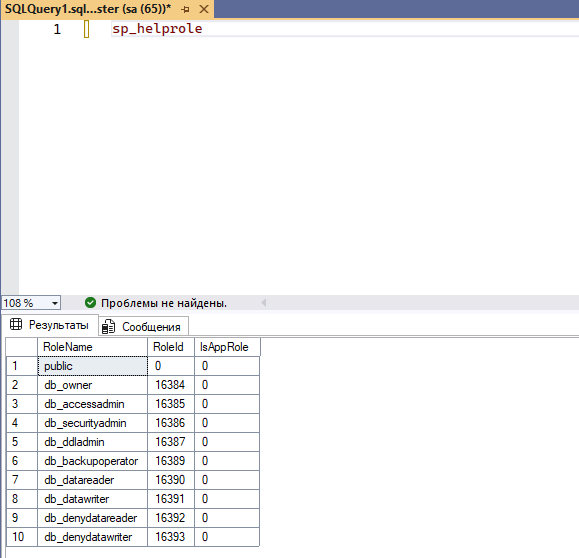 SQLQuery1.sql...ster (sa (65))*
1 sp_helprole
108 % Проблемы не найдены.
Результаты Сообщения
RoleName RoleId IsAppRole
1 public 0 0
2 db_owner 16384 0
3 db_accessadmin 16385 0
4 db_securityadmin 16386 0
5 db_ddladmin 16387 0
6 db_backupoperator 16389 0
7 db_datareader 16390 0
8 db_datawriter 16391 0
9 db_denydatareader 16392 0
10 db_denydatawriter 16393 0